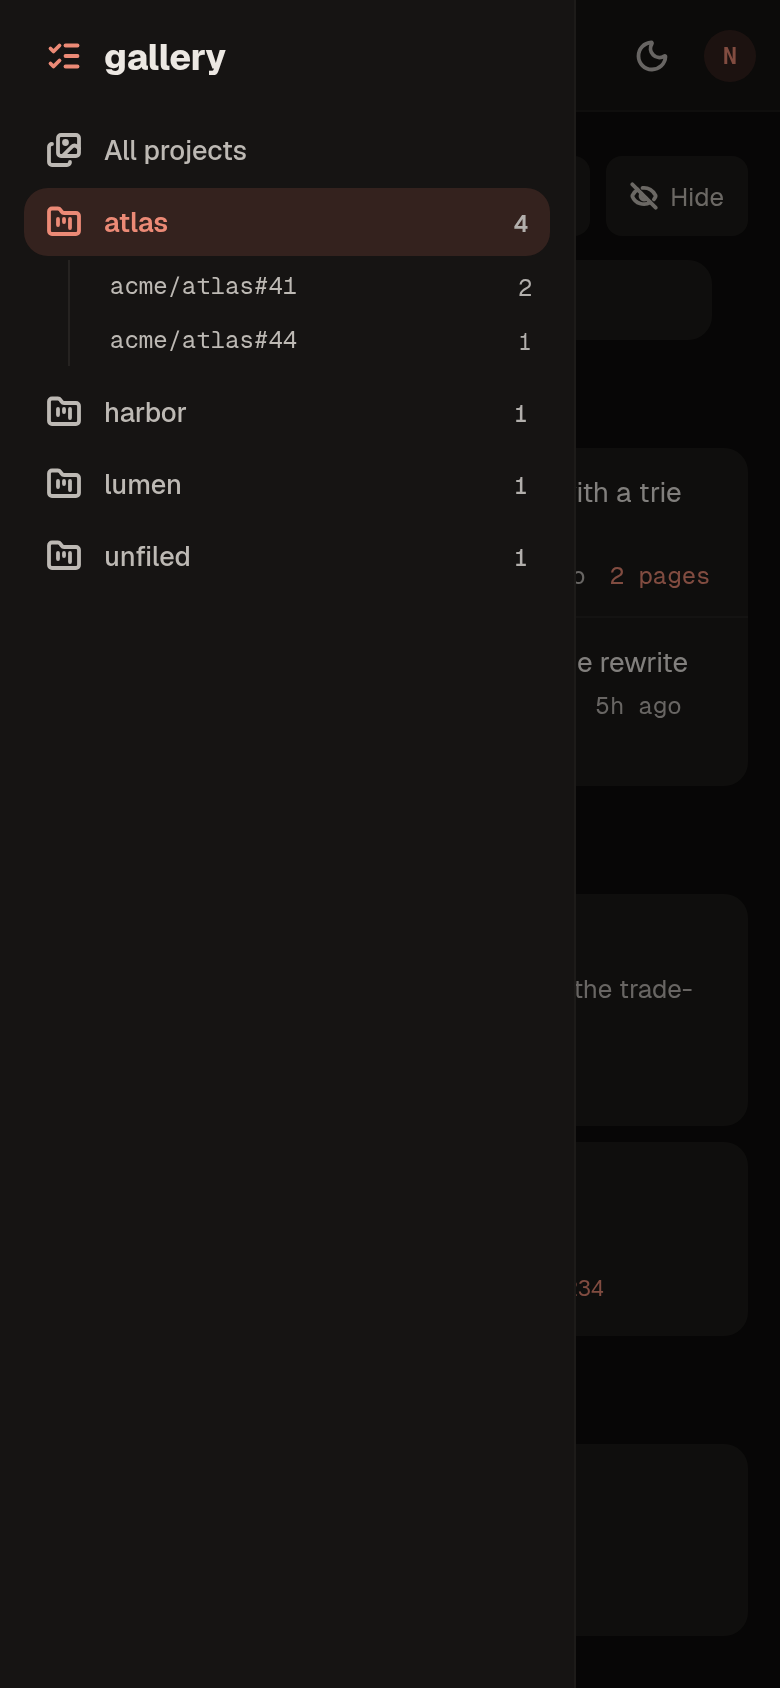 gallery
N
All projects
Hide
atlas 4
acme/atlas#41 2
acme/atlas#44 1
harbor 1
lumen 1
unfiled 1
ith a trie
2 pages
e rewrite
5h ago
the trade-
234